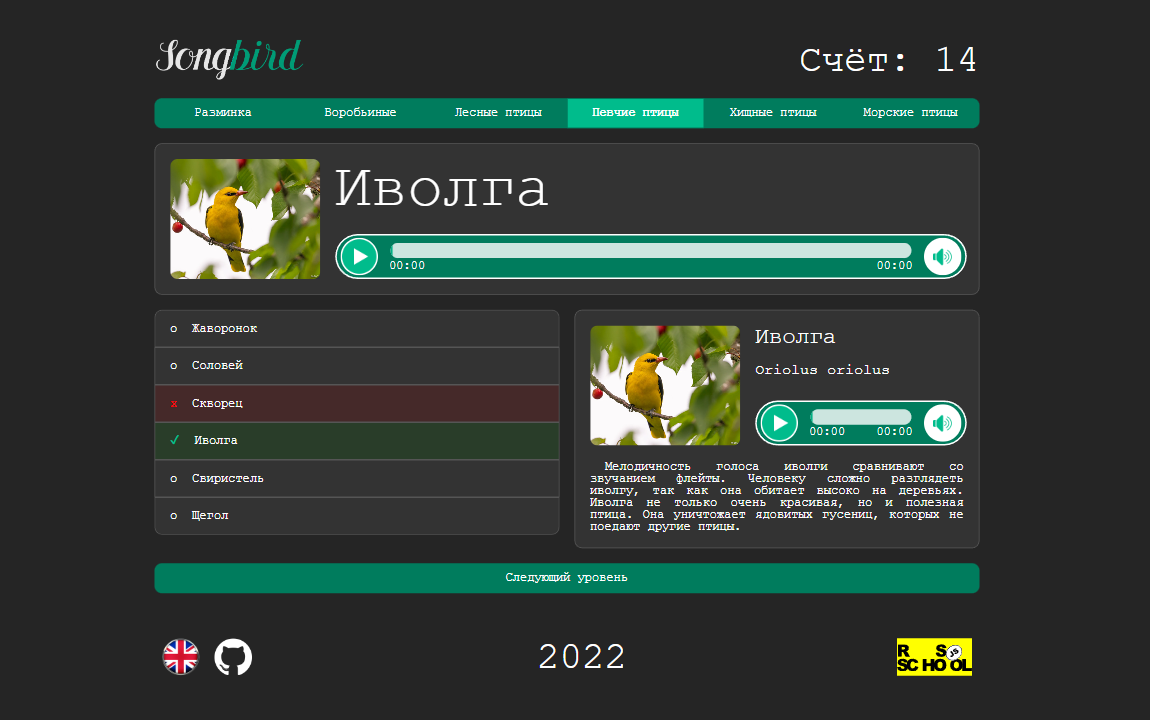 Songbird
Счёт: 14
Разминка Воробьиные Лесные птицы Певчие птицы Хищные птицы Морские птицы
Иволга
00:00 00:00
o Жаворонок
o Соловей
x Скворец
✓ Иволга
o Свиристель
o Щегол
Иволга
Oriolus oriolus
00:00 00:00
Мелодичность голоса иволги сравнивают со
звучанием флейты. Человеку сложно разглядеть
иволгу, так как она обитает высоко на деревьях.
Иволга не только очень красивая, но и полезная
птица. Она уничтожает ядовитых гусениц, которых не
поедают другие птицы.
Следующий уровень
2022
RS JS
SCHOOL